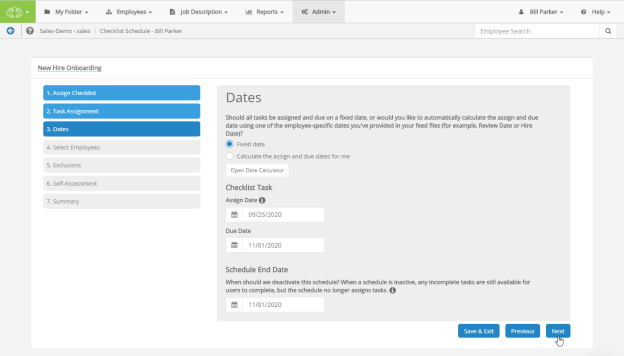 My Folder
Employees
Job Description
Reports
Admin
Bill Parker
Help
Sales-Demo - sales / Checklist Schedule - Bill Parker
Employee Search
New Hire Onboarding
1. Assign Checklist
2. Task Assignment
3. Dates
4. Select Employees
5. Exclusions
6. Self-Assessment
7. Summary
Dates
Should all tasks be assigned and due on a fixed date, or would you like to automatically calculate the assign and due
date using one of the employee-specific dates you've provided in your feed files (for example, Review Date or Hire
Date)?
Fixed date
Calculate the assign and due dates for me
Open Date Calculator
Checklist Task
Assign Date
09/25/2020
Due Date
11/01/2020
Schedule End Date
When should we deactivate this schedule? When a schedule is inactive, any incomplete tasks are still available for
users to complete, but the schedule no longer assigns tasks.
11/01/2020
Save & Exit
Previous
Next